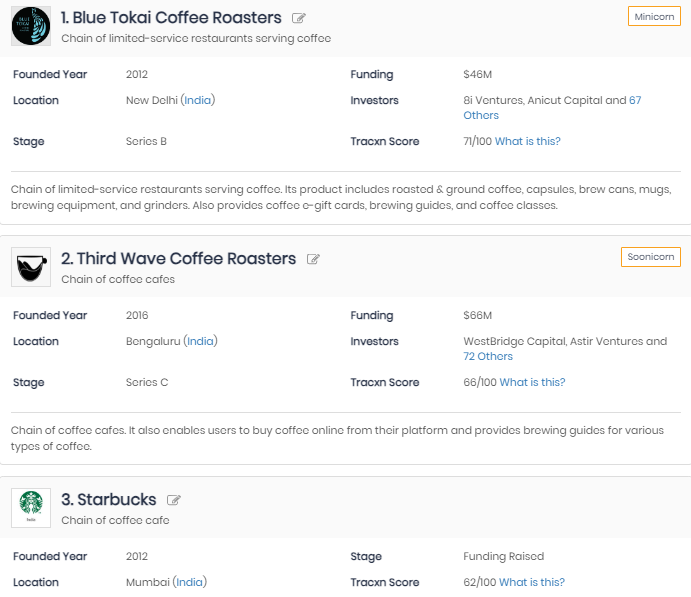 BLUE TOKAI
1. Blue Tokai Coffee Roasters
Minicorn
Chain of limited-service restaurants serving coffee
Founded Year 2012 Funding $46M
Location New Delhi (India) Investors 8i Ventures, Anicut Capital and 67
Others
Stage Series B Tracxn Score 71/100 What is this?
Chain of limited-service restaurants serving coffee. Its product includes roasted & ground coffee, capsules, brew cans, mugs,
brewing equipment, and grinders. Also provides coffee e-gift cards, brewing guides, and coffee classes.
2. Third Wave Coffee Roasters
Soonicorn
Chain of coffee cafes
Founded Year 2016 Funding $66M
Location Bengaluru (India) Investors WestBridge Capital, Astir Ventures and
72 Others
Stage Series C Tracxn Score 66/100 What is this?
Chain of coffee cafes. It also enables users to buy coffee online from their platform and provides brewing guides for various
types of coffee.
3. Starbucks
Chain of coffee cafe
Founded Year 2012 Stage Funding Raised
Location Mumbai (India) Tracxn Score 62/100 What is this?